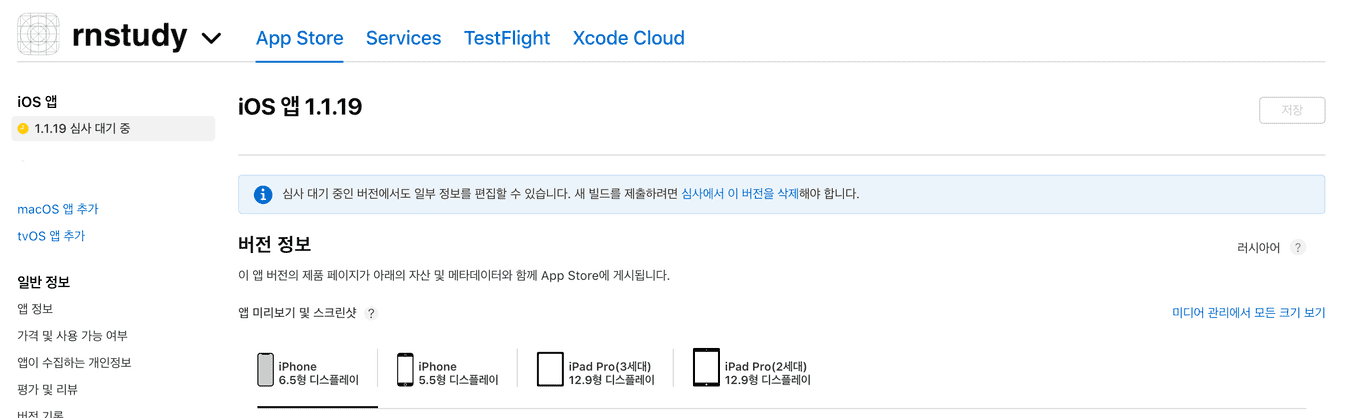 rnstudy
App Store Services TestFlight Xcode Cloud
iOS 앱
1.1.19 심사 대기 중
macOS 앱 추가
tvOS 앱 추가
일반 정보
앱 정보
가격 및 사용 가능 여부
앱이 수집하는 개인정보
평가 및 리뷰
버전 기록
iOS 앱 1.1.19
저장
심사 대기 중인 버전에서도 일부 정보를 편집할 수 있습니다. 새 빌드를 제출하려면 심사에서 이 버전을 삭제해야 합니다.
버전 정보
러시아어 ?
이 앱 버전의 제품 페이지가 아래의 자산 및 메타데이터와 함께 App Store에 게시됩니다.
앱 미리보기 및 스크린샷 ?
미디어 관리에서 모든 크기 보기
iPhone
6.5형 디스플레이
iPhone
5.5형 디스플레이
iPad Pro(3세대)
12.9형 디스플레이
iPad Pro(2세대)
12.9형 디스플레이